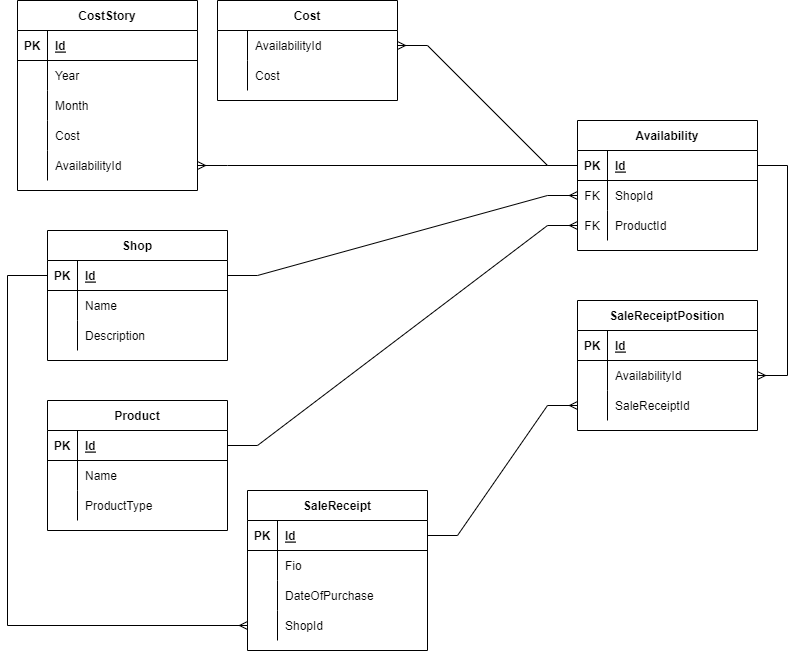 CostStory
PK Id
Year
Month
Cost
AvailabilityId
Cost
AvailabilityId
Cost
Availability
PK Id
FK ShopId
FK ProductId
Shop
PK Id
Name
Description
SaleReceiptPosition
PK Id
AvailabilityId
SaleReceiptId
Product
PK Id
Name
ProductType
SaleReceipt
PK Id
Fio
DateOfPurchase
ShopId